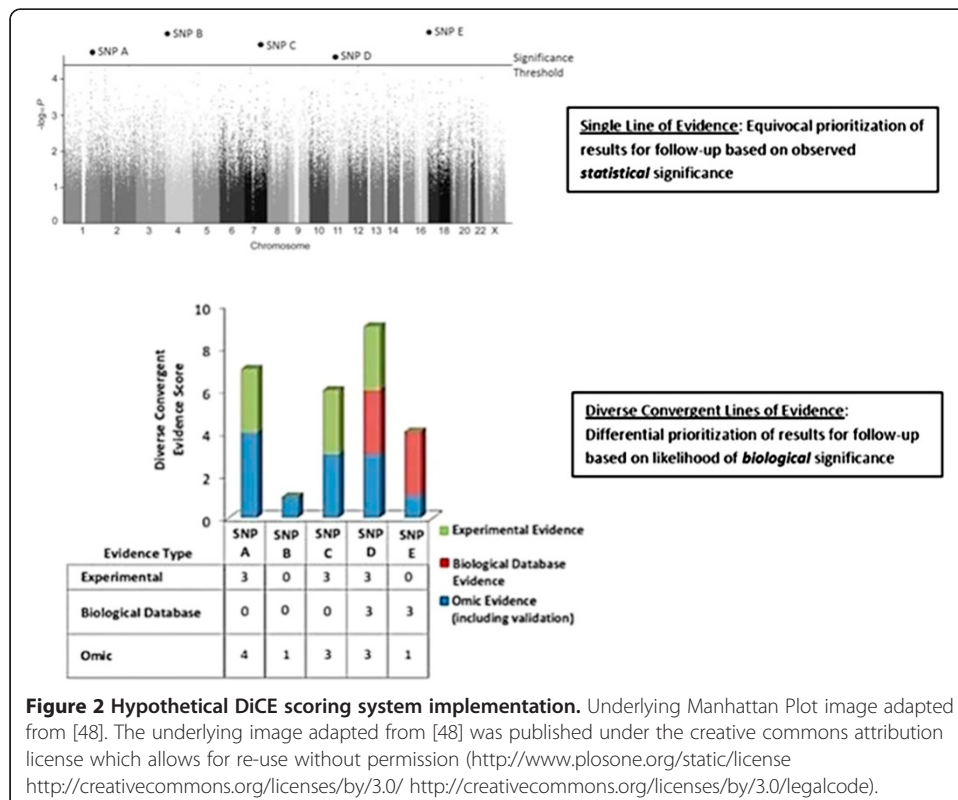 SNP A
SNP B
SNP C
SNP D
SNP E
Significance
Threshold
-log₁₀P
4
3
2
1
0
1 2 3 4 5 6 7 8 9 10 11 12 13 14 16 18 20 22 X
Chromosome
Single Line of Evidence: Equivocal prioritization of
results for follow-up based on observed
statistical significance
Diverse Convergent
Evidence Score
10
8
6
4
2
0
Diverse Convergent Lines of Evidence:
Differential prioritization of results for follow-up
based on likelihood of biological significance
Experimental Evidence
Biological Database
Evidence
Omic Evidence
(including validation)
Evidence Type SNP A SNP B SNP C SNP D SNP E
Experimental 3 0 3 3 0
Biological Database 0 0 0 3 3
Omic 4 1 3 3 1
Figure 2 Hypothetical DiCE scoring system implementation. Underlying Manhattan Plot image adapted
from [48]. The underlying image adapted from [48] was published under the creative commons attribution
license which allows for re-use without permission (http://www.plosone.org/static/license
http://creativecommons.org/licenses/by/3.0/ http://creativecommons.org/licenses/by/3.0/legalcode).